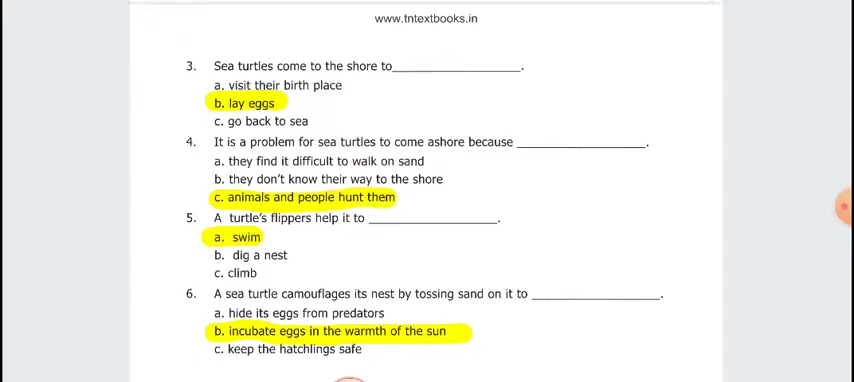 www.tntextbooks.in
3. Sea turtles come to the shore to____________________.
a. visit their birth place
b. lay eggs
c. go back to sea
4. It is a problem for sea turtles to come ashore because ____________________.
a. they find it difficult to walk on sand
b. they don't know their way to the shore
c. animals and people hunt them
5. A turtle's flippers help it to ____________________.
a. swim
b. dig a nest
c. climb
6. A sea turtle camouflages its nest by tossing sand on it to ____________________.
a. hide its eggs from predators
b. incubate eggs in the warmth of the sun
c. keep the hatchlings safe